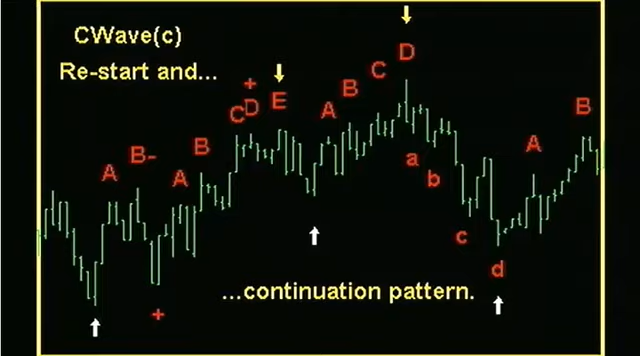 CWave(c)
Re-start and...
A
B-
A
B
C
D
+
E
A
B
C
D
a
b
c
d
A
B
+
...continuation pattern.